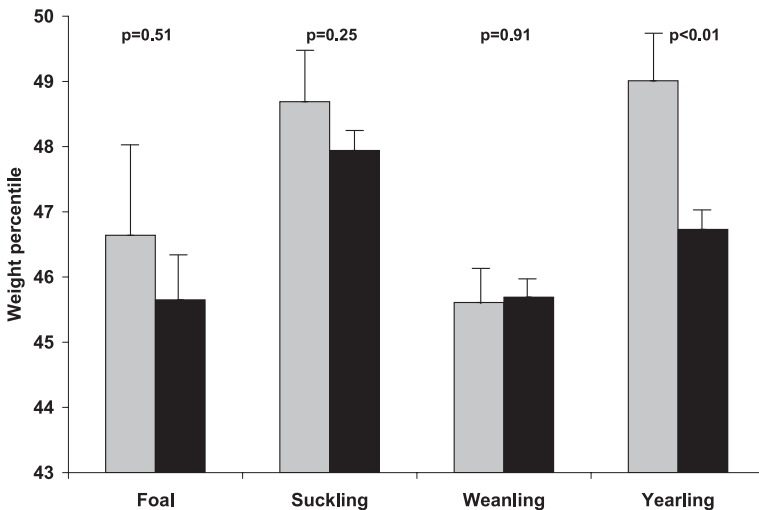 50
p=0.51 p=0.25 p=0.91 p<0.01
49
48
47
46
45
44
43
Weight percentile
Foal Suckling Weanling Yearling